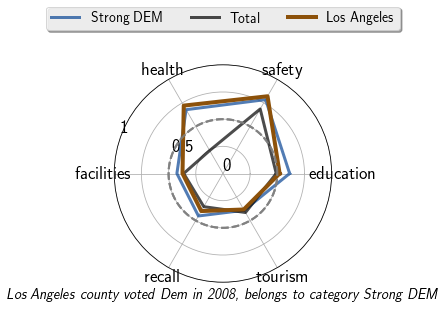 Strong DEM Total Los Angeles
health safety
1
0.5
0
facilities education
recall tourism
Los Angeles county voted Dem in 2008, belongs to category Strong DEM